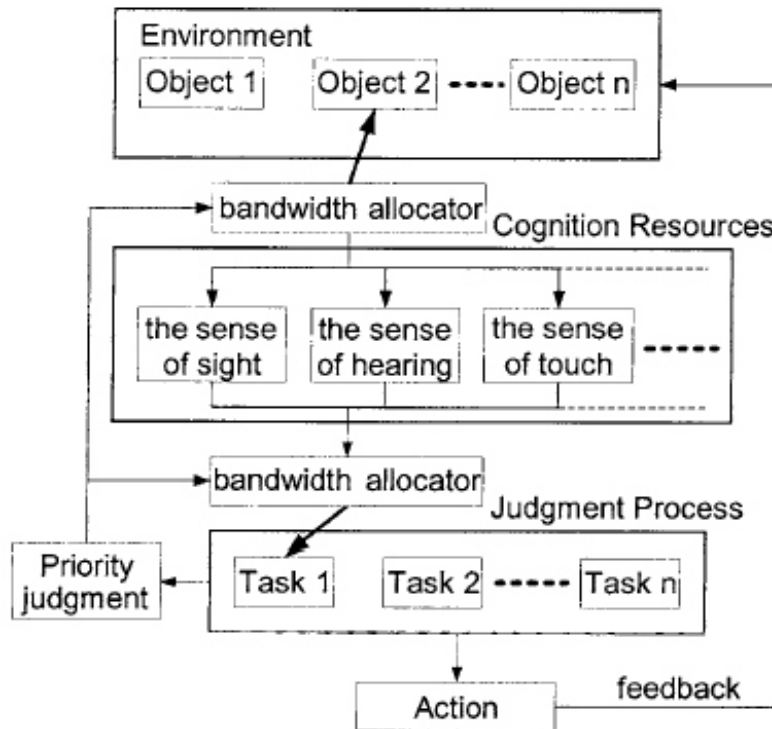 Environment
Object 1
Object 2
Object n
bandwidth allocator
Cognition Resources
the sense
of sight
the sense
of hearing
the sense
of touch
bandwidth allocator
Judgment Process
Priority
judgment
Task 1
Task 2
Task n
Action
feedback